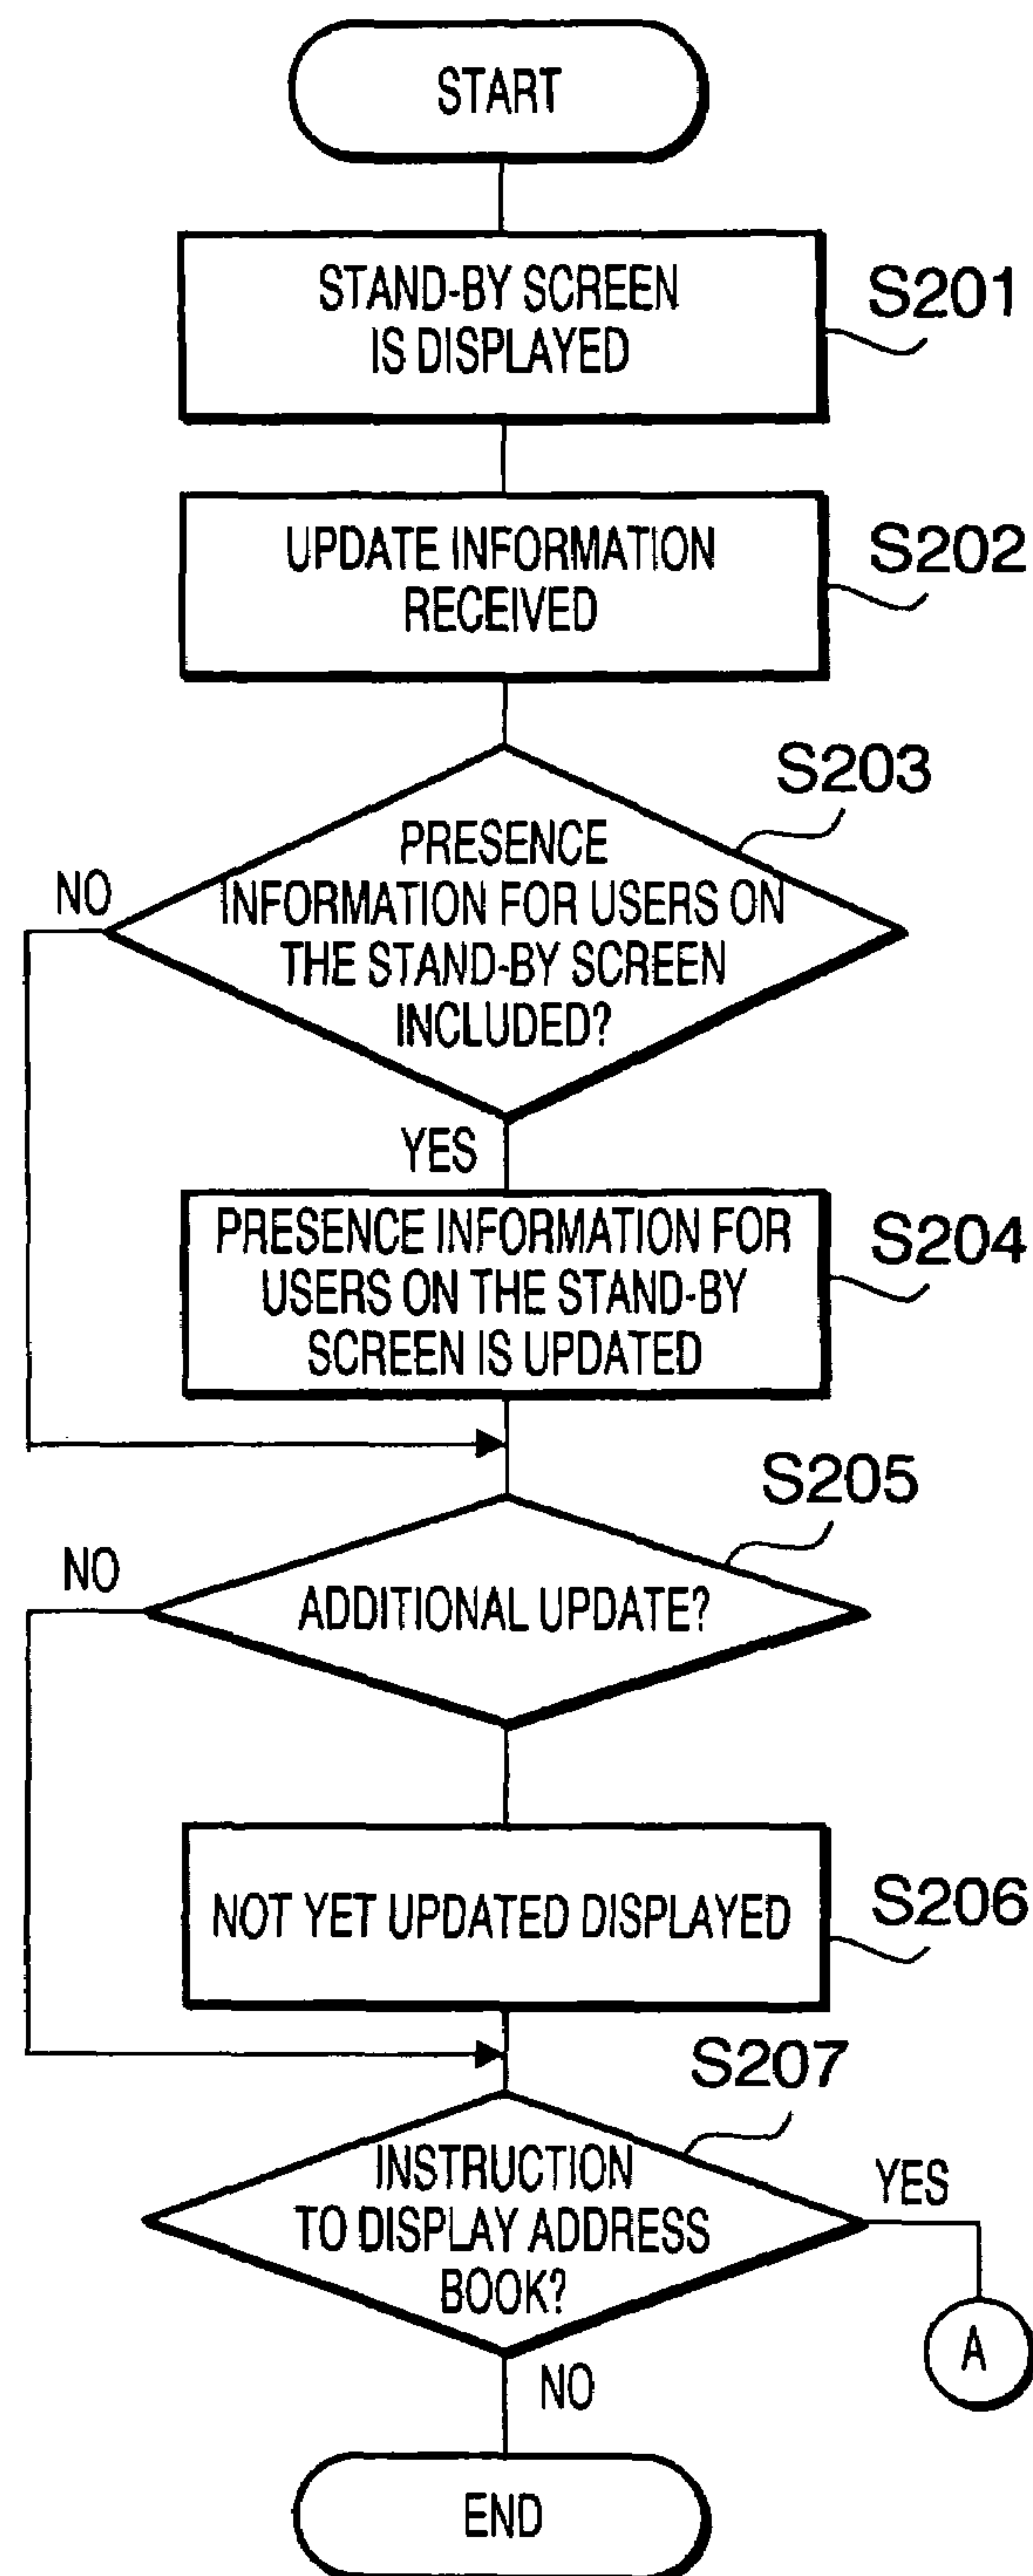 START
STAND-BY SCREEN
IS DISPLAYED
S201
UPDATE INFORMATION
RECEIVED
S202
S203
PRESENCE
INFORMATION FOR USERS ON
THE STAND-BY SCREEN
INCLUDED?
NO
YES
PRESENCE INFORMATION FOR
USERS ON THE STAND-BY
SCREEN IS UPDATED
S204
S205
NO
ADDITIONAL UPDATE?
NOT YET UPDATED DISPLAYED
S206
S207
INSTRUCTION
TO DISPLAY ADDRESS
BOOK?
YES
A
NO
END